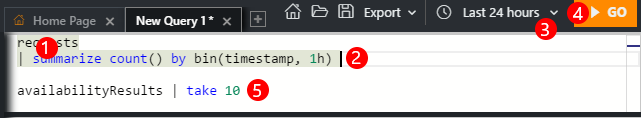 Home Page × New Query 1* × Export Last 24 hours GO
3 4
requests
1
| summarize count() by bin(timestamp, 1h) 2
availabilityResults | take 10 5